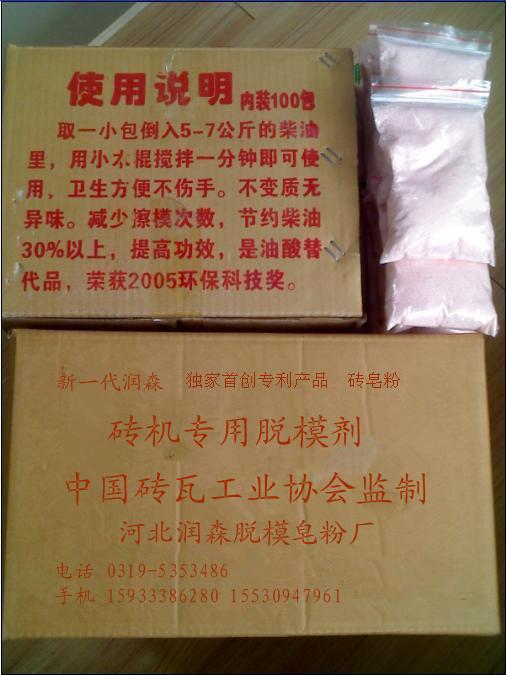 使用说明 内装100包
取一小包倒入5-7公斤的柴油
里，用小木棍搅拌一分钟即可使
用，卫生方便不伤手。不变质无
异味。减少擦模次数，节约柴油
30%以上，提高功效，是油酸替
代品，荣获2005环保科技奖。
新一代润森 独家首创专利产品 砖皂粉
砖机专用脱模剂
中国砖瓦工业协会监制
河北润森脱模皂粉厂
电话 0319-5353486
手机 15933386280 15530947961